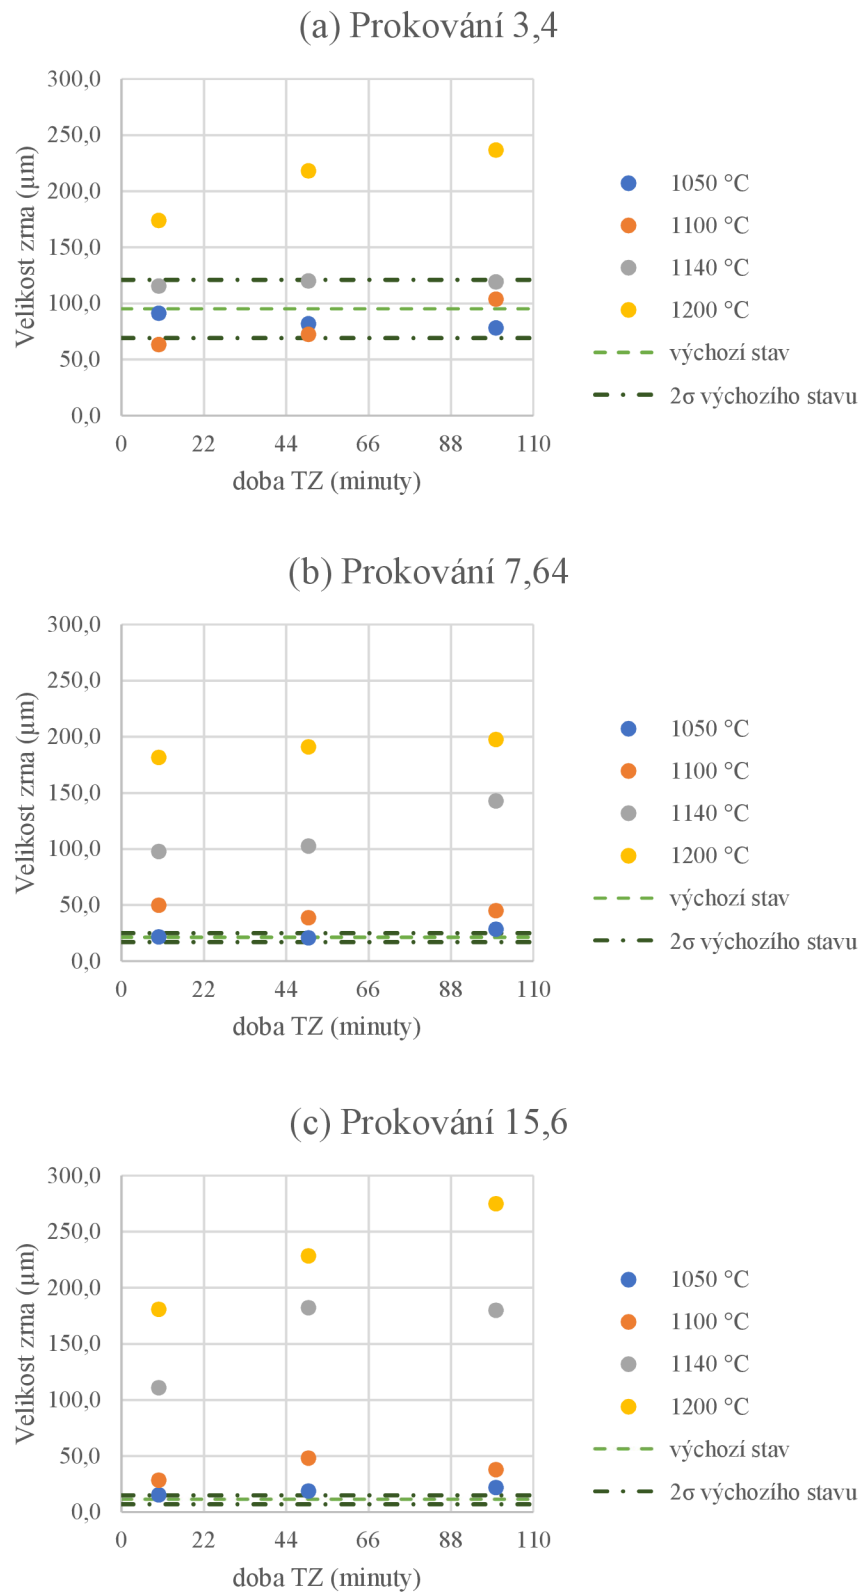 (a) Prokování 3,4
300,0
250,0
200,0
150,0
100,0
50,0
0,0
Velikost zrna (µm)
0 22 44 66 88 110
doba TZ (minuty)
1050 °C
1100 °C
1140 °C
1200 °C
výchozí stav
2σ výchozího stavu
(b) Prokování 7,64
300,0
250,0
200,0
150,0
100,0
50,0
0,0
Velikost zrna (µm)
0 22 44 66 88 110
doba TZ (minuty)
1050 °C
1100 °C
1140 °C
1200 °C
výchozí stav
2σ výchozího stavu
(c) Prokování 15,6
300,0
250,0
200,0
150,0
100,0
50,0
0,0
Velikost zrna (µm)
0 22 44 66 88 110
doba TZ (minuty)
1050 °C
1100 °C
1140 °C
1200 °C
výchozí stav
2σ výchozího stavu